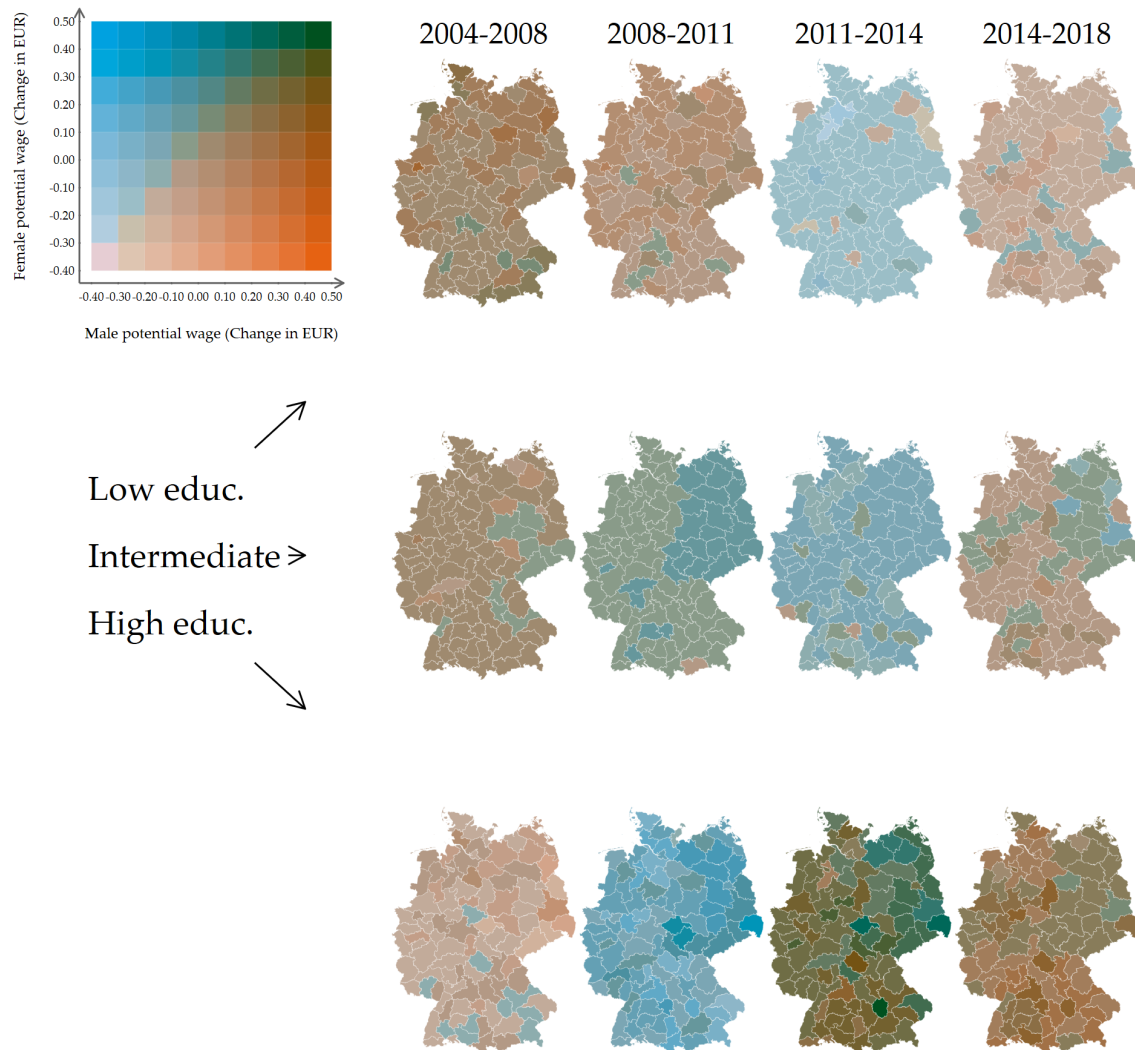 2004-2008 2008-2011 2011-2014 2014-2018
Female potential wage (Change in EUR)
0.50
0.40
0.30
0.20
0.10
0.00
-0.10
-0.20
-0.30
-0.40
-0.40 -0.30 -0.20 -0.10 0.00 0.10 0.20 0.30 0.40 0.50
Male potential wage (Change in EUR)
Low educ.
Intermediate
High educ.